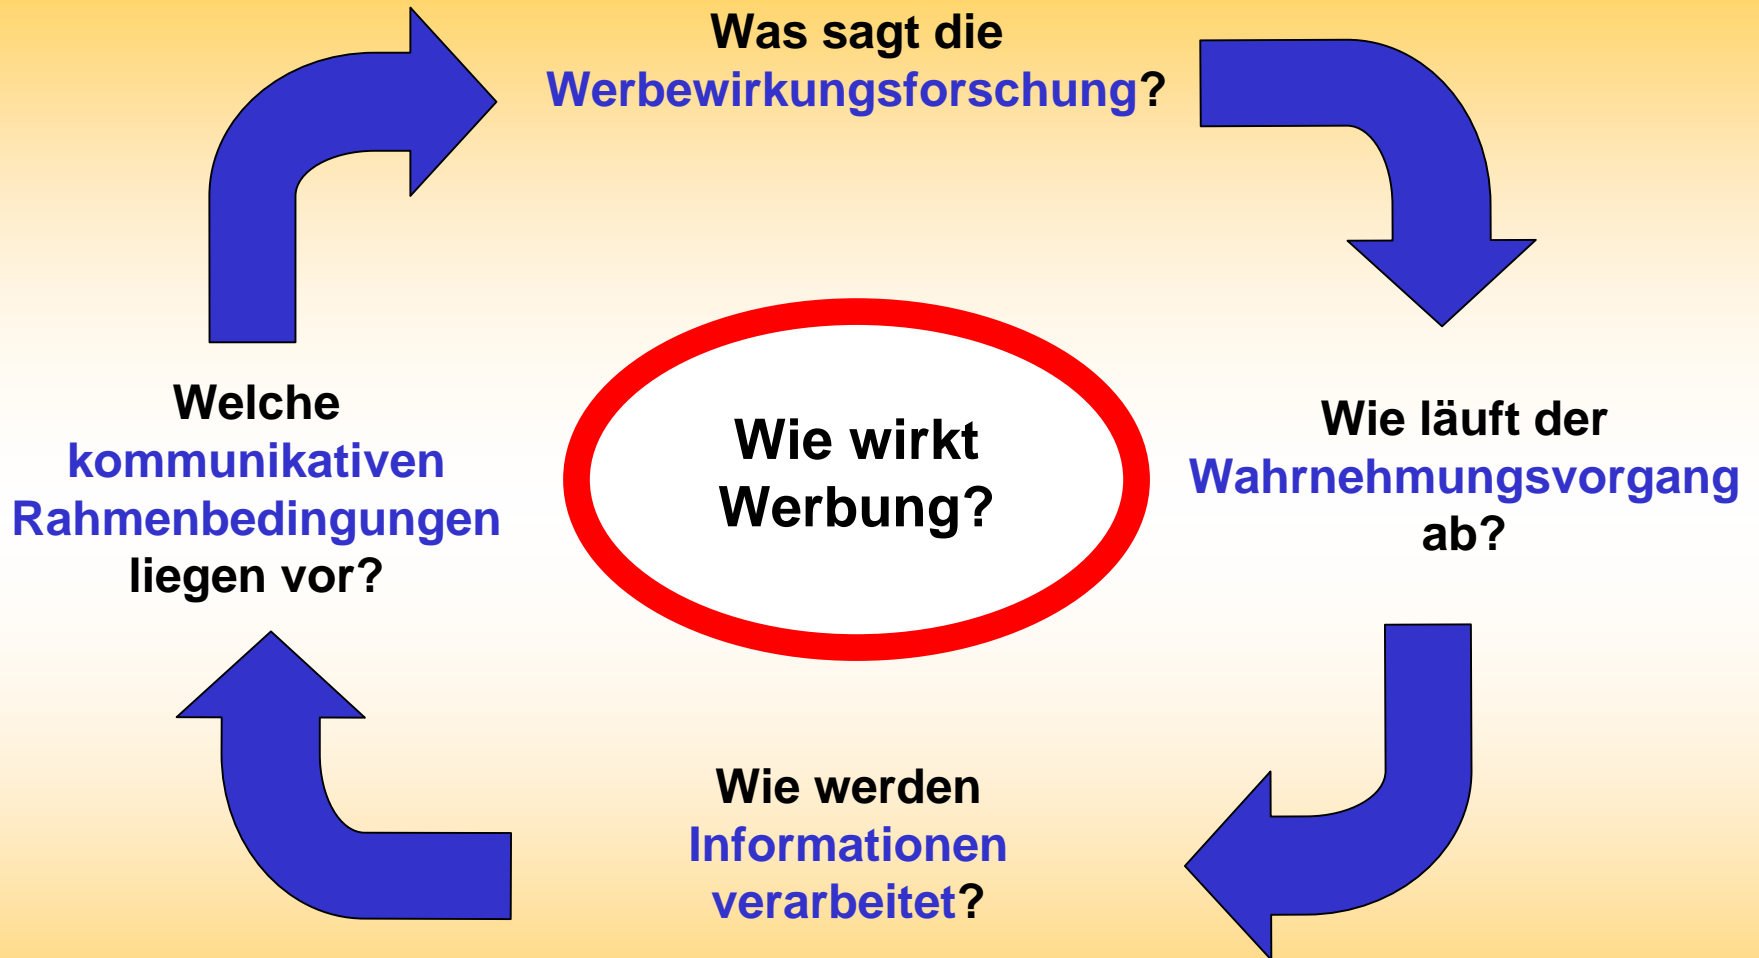 Was sagt die
Werbewirkungsforschung?
Welche
kommunikativen
Rahmenbedingungen
liegen vor?
Wie wirkt
Werbung?
Wie läuft der
Wahrnehmungsvorgang
ab?
Wie werden
Informationen
verarbeitet?